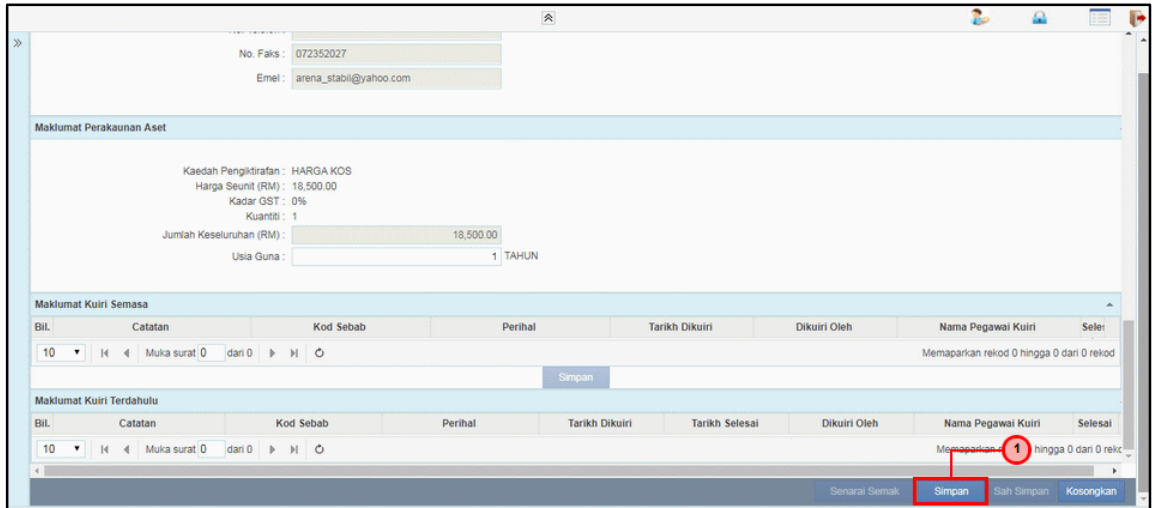 No. Faks : 072352027
Emel : arena_stabil@yahoo.com
Maklumat Perakaunan Aset
Kaedah Pengiktirafan : HARGA KOS
Harga Seunit (RM) : 18,500.00
Kadar GST : 0%
Kuantiti : 1
Jumlah Keseluruhan (RM) : 18,500.00
Usia Guna : 1 TAHUN
Maklumat Kuiri Semasa
Bil. Catatan Kod Sebab Perihal Tarikh Dikuiri Dikuiri Oleh Nama Pegawai Kuiri
10 Muka surat 0 dari 0 Memaparkan rekod 0 hingga 0 dari 0 rekod
Simpan
Maklumat Kuiri Terdahulu
Bil. Catatan Kod Sebab Perihal Tarikh Dikuiri Tarikh Selesai Dikuiri Oleh Nama Pegawai Kuiri Selesai
10 Muka surat 0 dari 0 Memaparkan 1 hingga 0 dari 0
Senarai Semak Simpan Sah Simpan Kosongkan